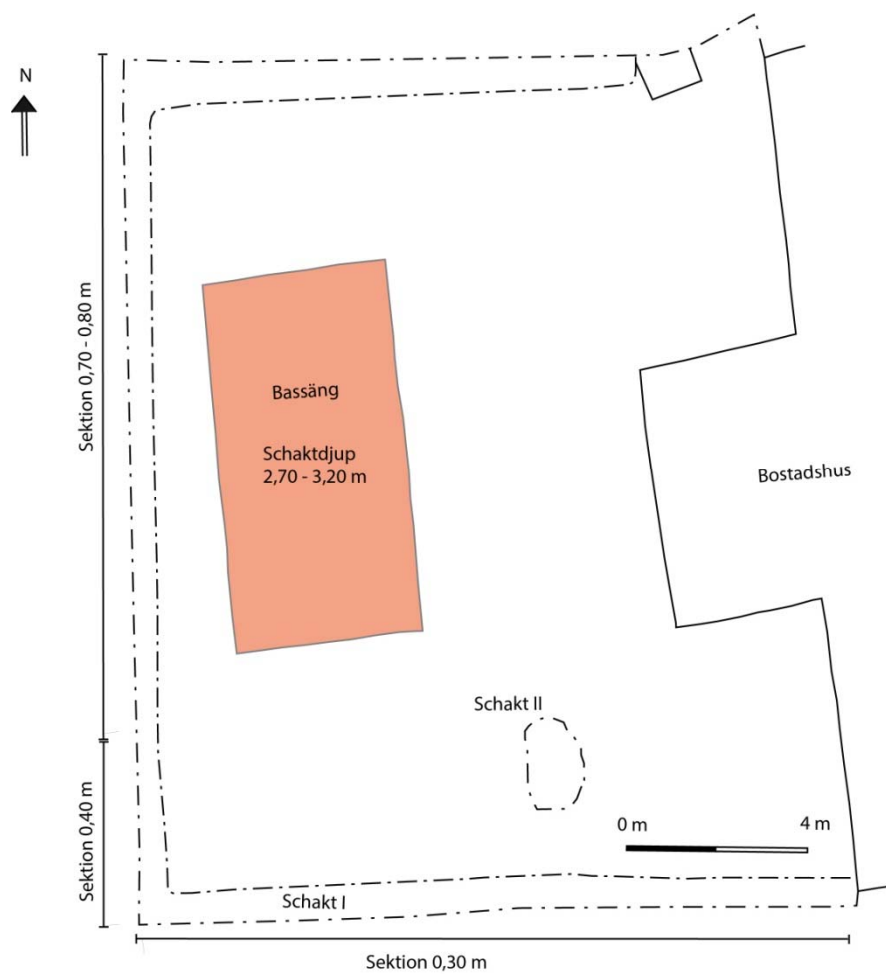 N
Sektion 0,70 - 0,80 m
Bassäng
Schaktdjup
2,70 - 3,20 m
Bostadshus
Schakt II
0 m
4 m
Sektion 0,40 m
Schakt I
Sektion 0,30 m